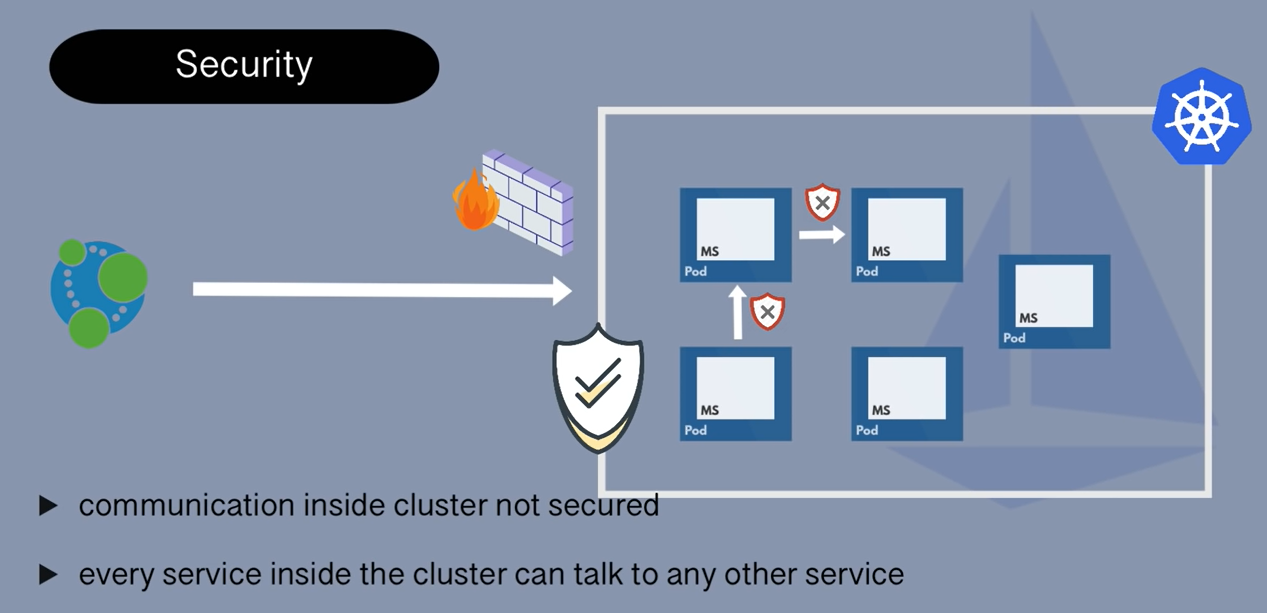 Security
MS
Pod
MS
Pod
MS
Pod
MS
Pod
MS
Pod
communication inside cluster not secured
every service inside the cluster can talk to any other service